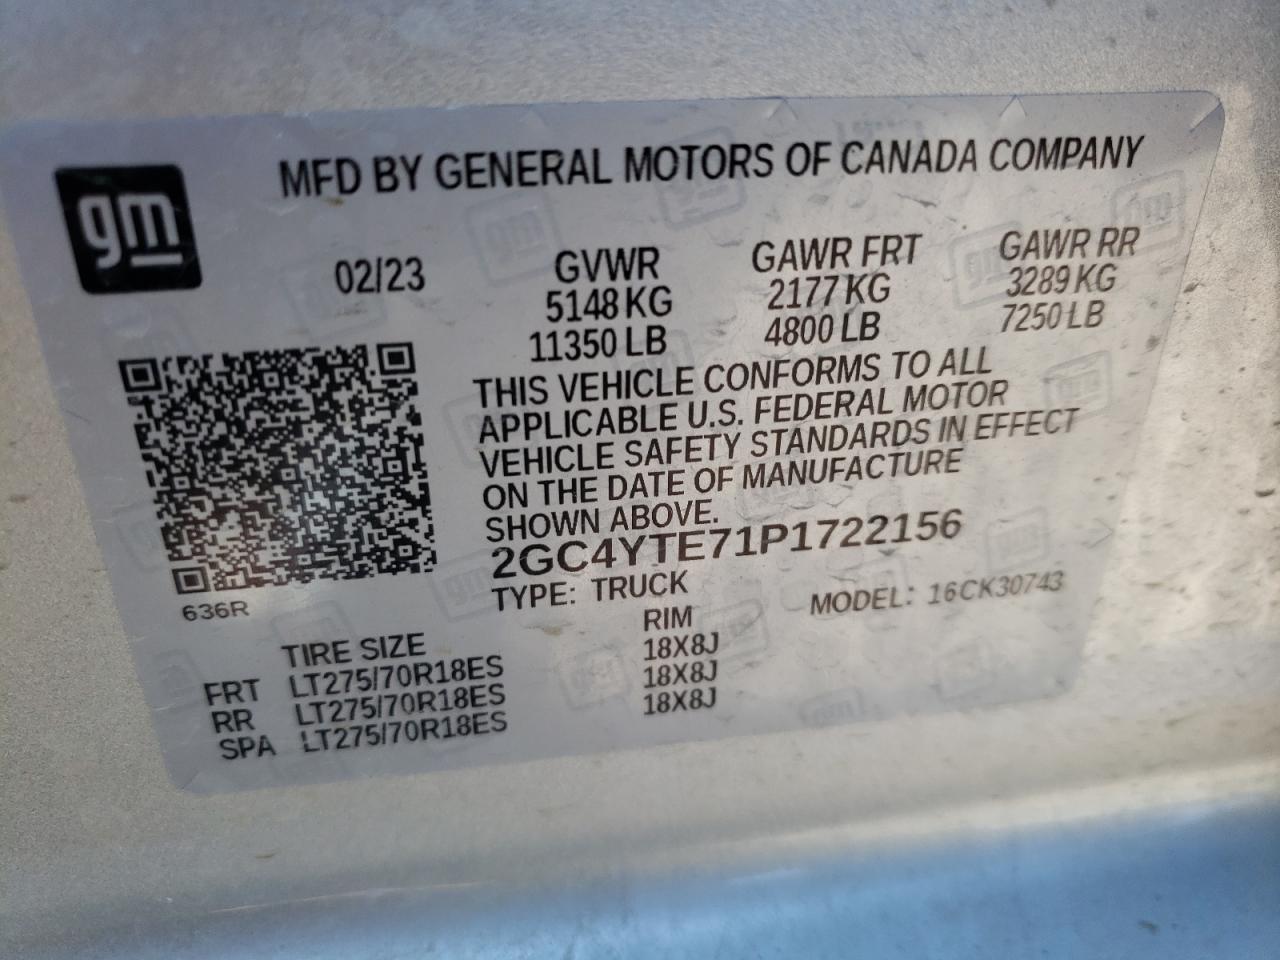 gm
MFD BY GENERAL MOTORS OF CANADA COMPANY
02/23 GVWR GAWR FRT GAWR RR
5148 KG 2177 KG 3289 KG
11350 LB 4800 LB 7250 LB
THIS VEHICLE CONFORMS TO ALL
APPLICABLE U.S. FEDERAL MOTOR
VEHICLE SAFETY STANDARDS IN EFFECT
ON THE DATE OF MANUFACTURE
SHOWN ABOVE.
2GC4YTE71P1722156
TYPE: TRUCK MODEL: 16CK30743
636R
TIRE SIZE RIM
FRT LT275/70R18ES 18X8J
RR LT275/70R18ES 18X8J
SPA LT275/70R18ES 18X8J